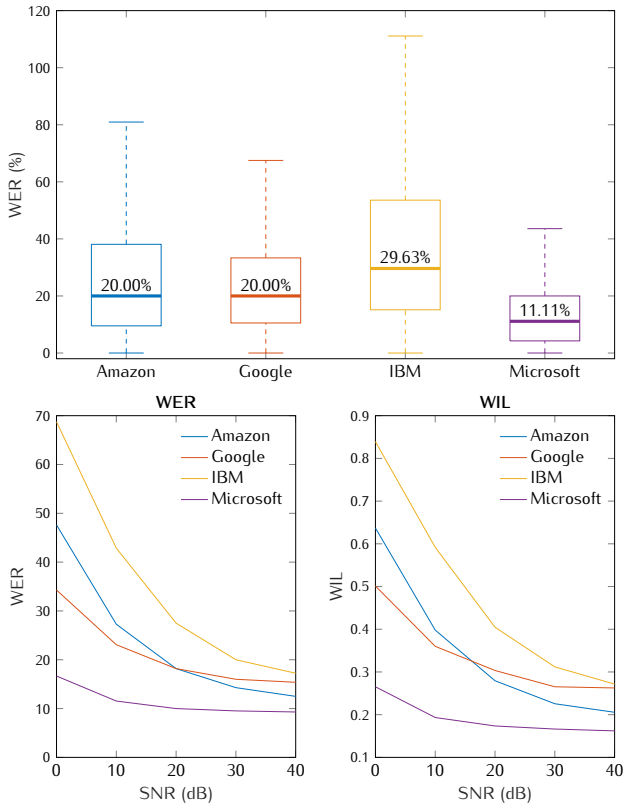 120
100
80
60
40
20
0
WER (%)
20.00%
20.00%
29.63%
11.11%
Amazon Google IBM Microsoft
WER
70
60
50
40
30
20
10
0
WER
Amazon
Google
IBM
Microsoft
0 10 20 30 40
SNR (dB)
WIL
0.9
0.8
0.7
0.6
0.5
0.4
0.3
0.2
0.1
WIL
Amazon
Google
IBM
Microsoft
0 10 20 30 40
SNR (dB)